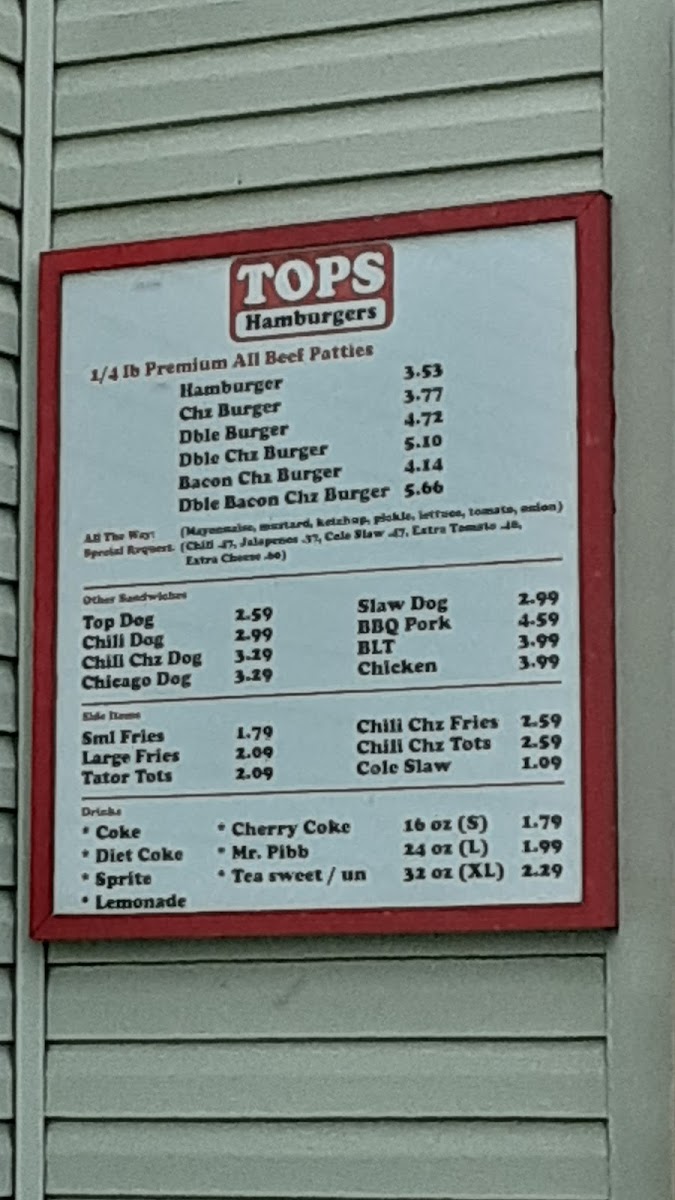 TOPS
Hamburgers
1/4 lb Premium All Beef Patties
Hamburger 3.53
Chz Burger 3.77
Dble Burger 4.72
Dble Chz Burger 5.10
Bacon Chz Burger 4.14
Dble Bacon Chz Burger 5.66
All The Way: (Mayonnaise, mustard, ketchup, pickle, lettuce, tomato, onion)
Special Request: (Chili .47, Jalapenos .37, Cole Slaw .47, Extra Tomato .48,
Extra Cheese .60)
Other Sandwiches
Top Dog 2.59 Slaw Dog 2.99
Chili Dog 2.99 BBQ Pork 4.59
Chili Chz Dog 3.29 BLT 3.99
Chicago Dog 3.29 Chicken 3.99
Side Items
Sml Fries 1.79 Chili Chz Fries 2.59
Large Fries 2.09 Chili Chz Tots 2.59
Tator Tots 2.09 Cole Slaw 1.09
Drinks
* Coke * Cherry Coke 16 oz (S) 1.79
* Diet Coke * Mr. Pibb 24 oz (L) 1.99
* Sprite * Tea sweet / un 32 oz (XL) 2.29
* Lemonade